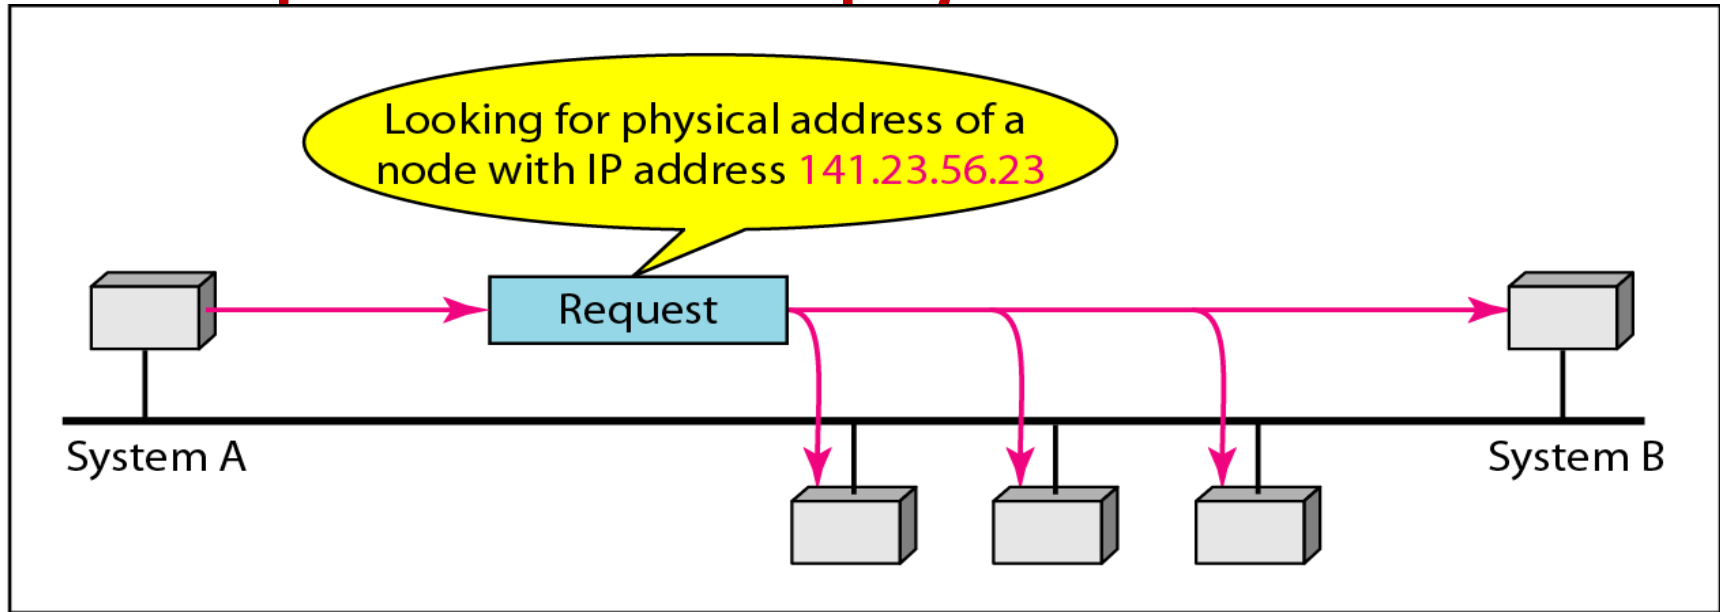 Looking for physical address of a
node with IP address 141.23.56.23
Request
System A
System B